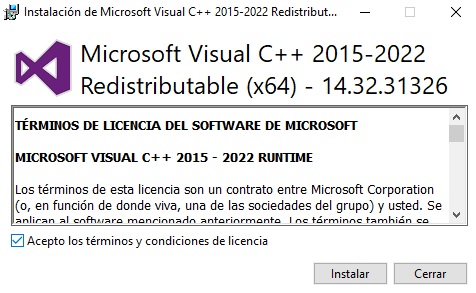 Instalación de Microsoft Visual C++ 2015-2022 Redistribut...
Microsoft Visual C++ 2015-2022
Redistributable (x64) - 14.32.31326
TÉRMINOS DE LICENCIA DEL SOFTWARE DE MICROSOFT
MICROSOFT VISUAL C++ 2015 - 2022 RUNTIME
Los términos de esta licencia son un contrato entre Microsoft Corporation
(o, en función de donde viva, una de las sociedades del grupo) y usted. Se
aplican al software mencionado anteriormente. Los términos también se
Acepto los términos y condiciones de licencia
Instalar
Cerrar